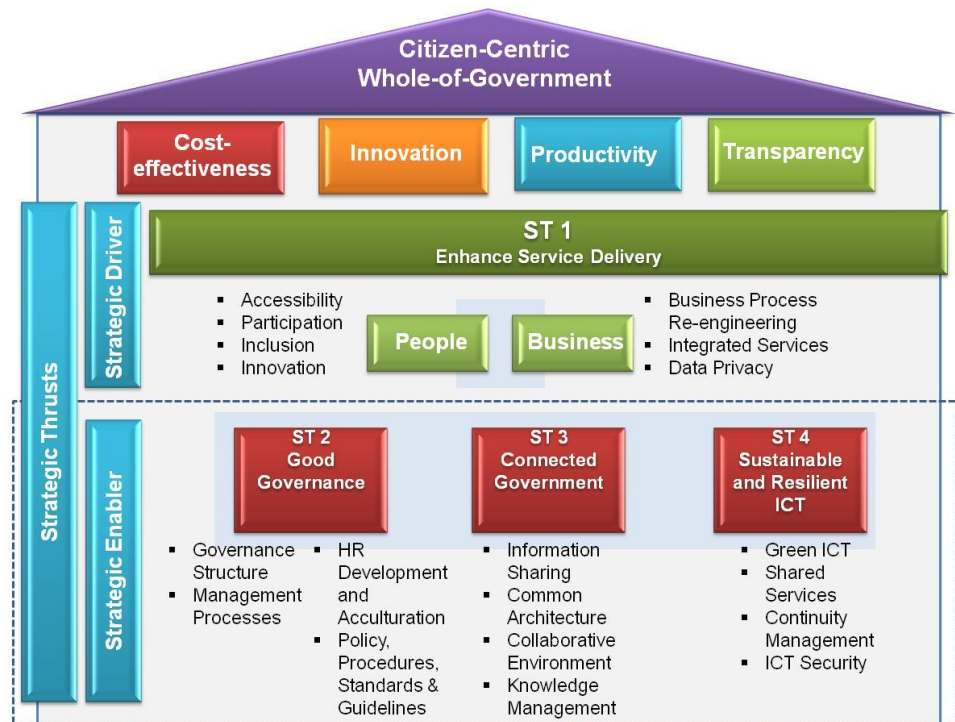 Citizen-Centric
Whole-of-Government
Cost-
effectiveness
Innovation
Productivity
Transparency
Strategic Thrusts
Strategic Driver
ST 1
Enhance Service Delivery
▪ Accessibility
▪ Participation
▪ Inclusion
▪ Innovation
People
Business
▪ Business Process
Re-engineering
▪ Integrated Services
▪ Data Privacy
Strategic Enabler
ST 2
Good
Governance
ST 3
Connected
Government
ST 4
Sustainable
and Resilient
ICT
▪ Governance
Structure
▪ Management
Processes
▪ HR
Development
and
Acculturation
▪ Policy,
Procedures,
Standards &
Guidelines
▪ Information
Sharing
▪ Common
Architecture
▪ Collaborative
Environment
▪ Knowledge
Management
▪ Green ICT
▪ Shared
Services
▪ Continuity
Management
▪ ICT Security